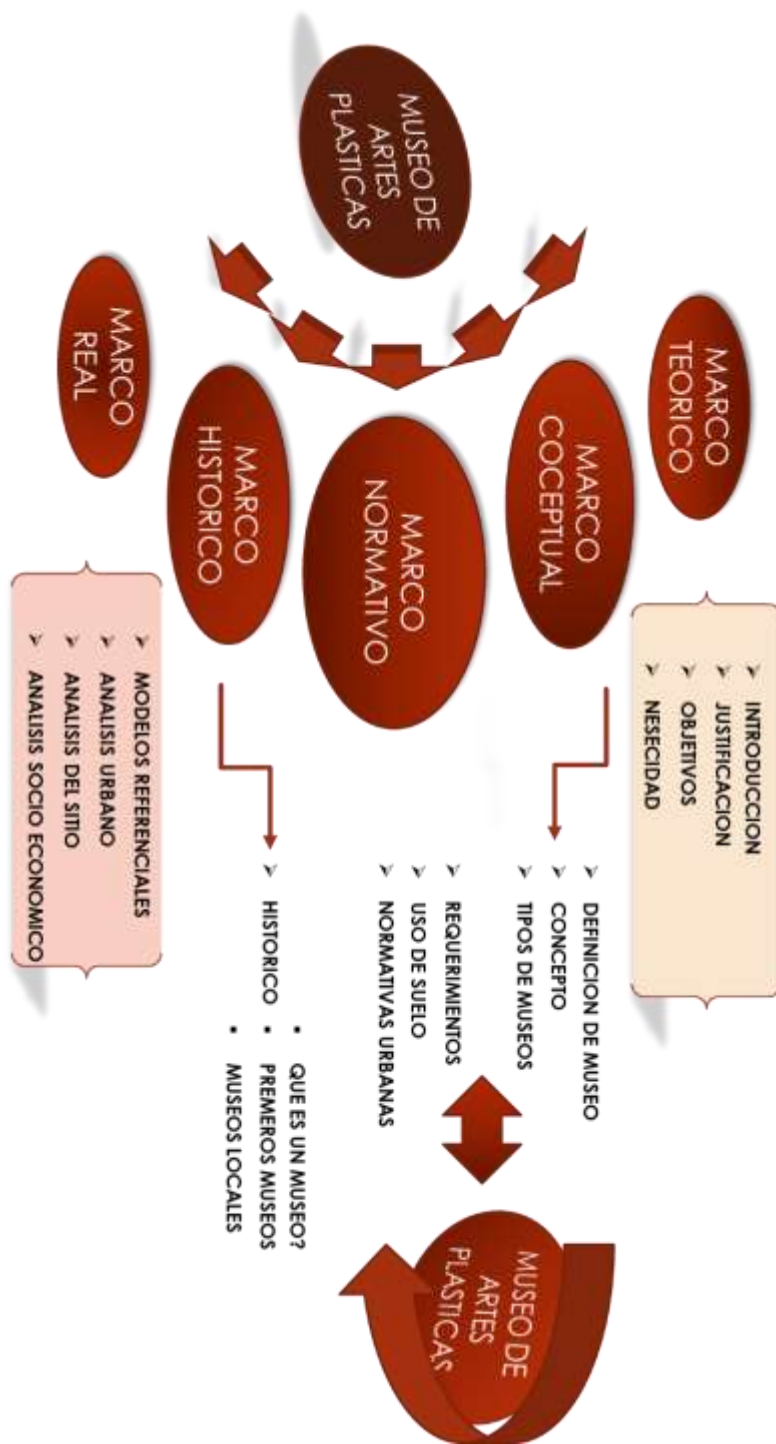 MUSEO DE
ARTES
PLASTICAS
MARCO
TEORICO
INTRODUCCION
JUSTIFICACION
OBJETIVOS
NESECIDAD
MARCO
COCEPTUAL
DEFINICION DE MUSEO
CONCEPTO
TIPOS DE MUSEOS
MARCO
NORMATIVO
REQUERIMIENTOS
USO DE SUELO
NORMATIVAS URBANAS
MARCO
HISTORICO
HISTORICO
QUE ES UN MUSEO?
PREMEROS MUSEOS
MUSEOS LOCALES
MARCO
REAL
MODELOS REFERENCIALES
ANALISIS URBANO
ANALISIS DEL SITIO
ANALISIS SOCIO ECONOMICO
MUSEO DE
ARTES
PLASTICAS